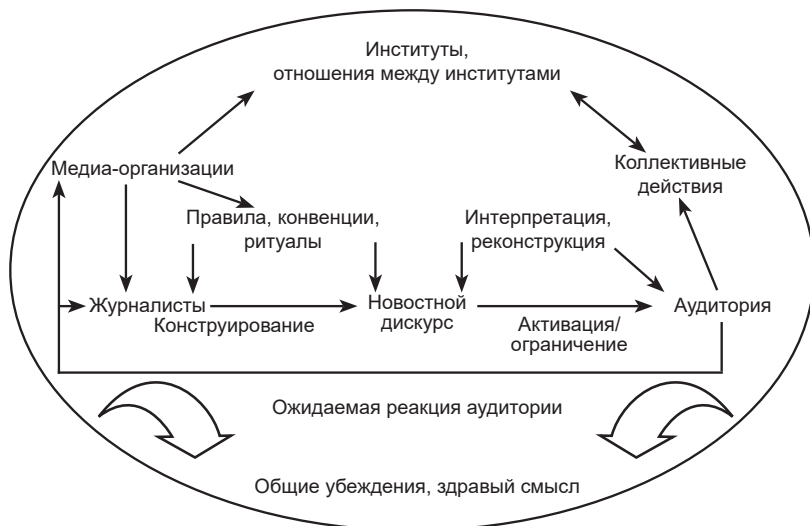 Институты,
отношения между институтами
Медиа-организации
Коллективные
действия
Правила, конвенции,
ритуалы
Интерпретация,
реконструкция
Журналисты
Конструирование
Новостной
дискурс
Активация/
ограничение
Аудитория
Ожидаемая реакция аудитории
Общие убеждения, здравый смысл